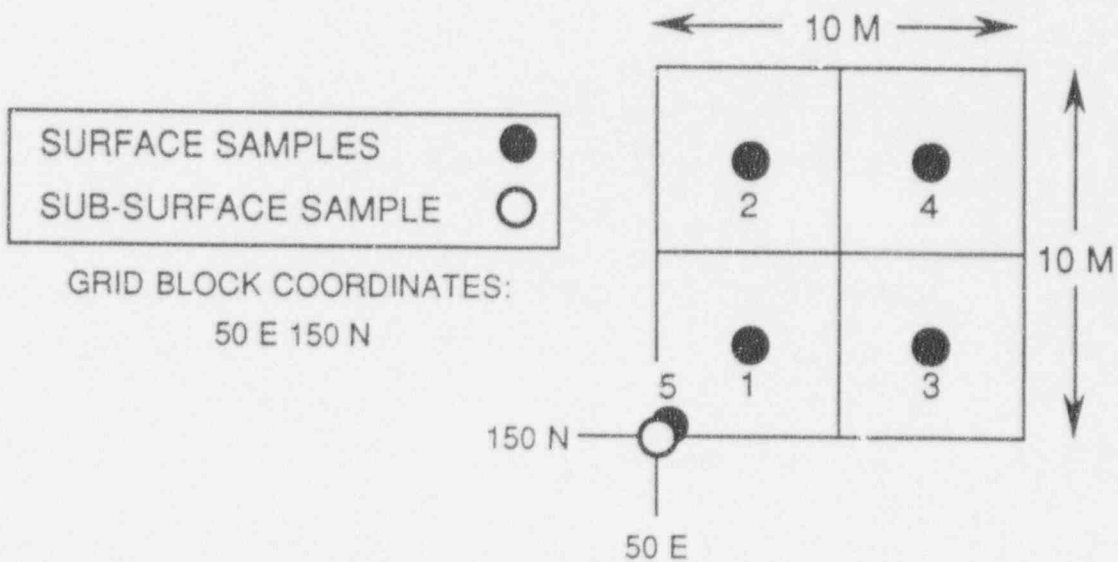 10 M
SURFACE SAMPLES
SUB-SURFACE SAMPLE
GRID BLOCK COORDINATES:
50 E 150 N
2
4
10 M
5
1
3
150 N
50 E